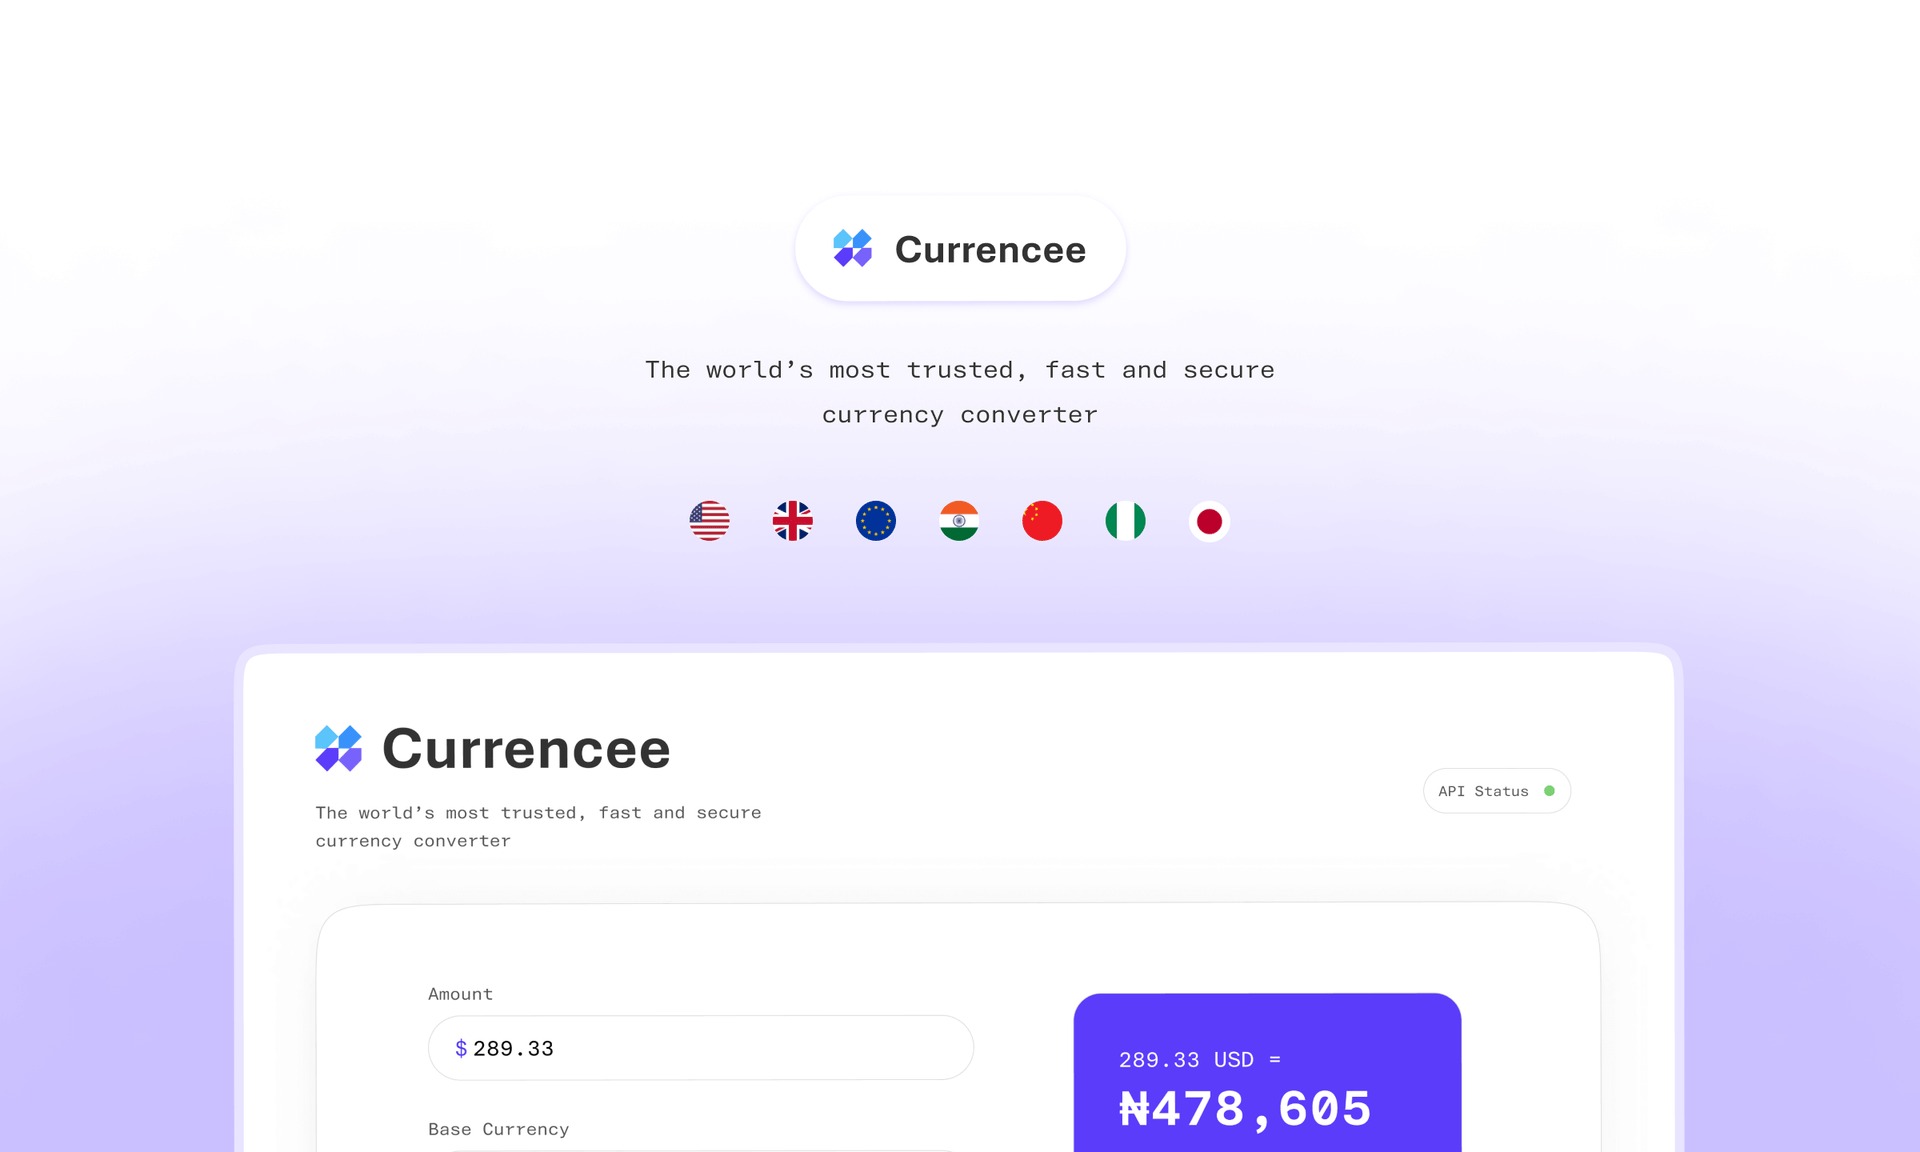 Currencee
The world’s most trusted, fast and secure
currency converter
Currencee
The world’s most trusted, fast and secure
currency converter
API Status
Amount
$289.33
289.33 USD =
₦478,605
Base Currency